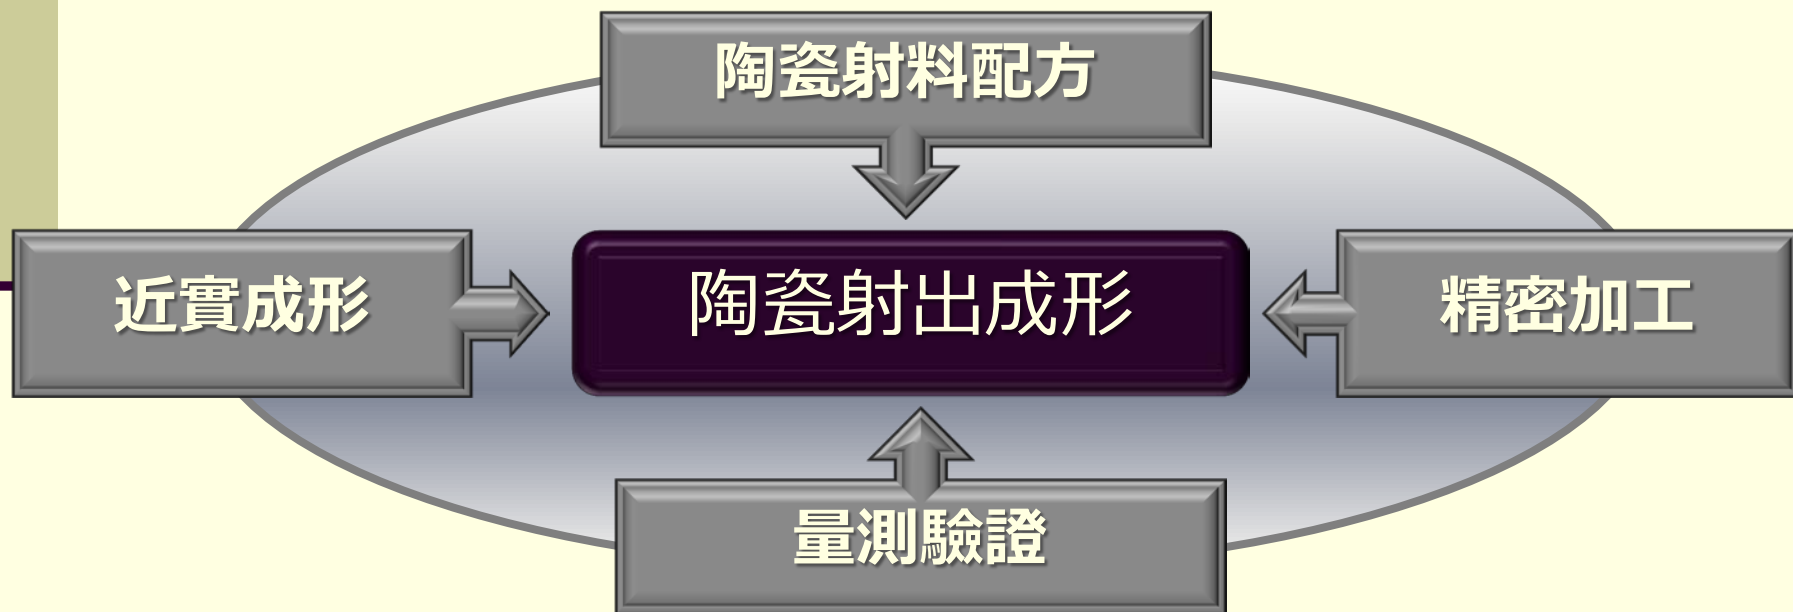 陶瓷射料配方
近實成形
陶瓷射出成形
精密加工
量測驗證